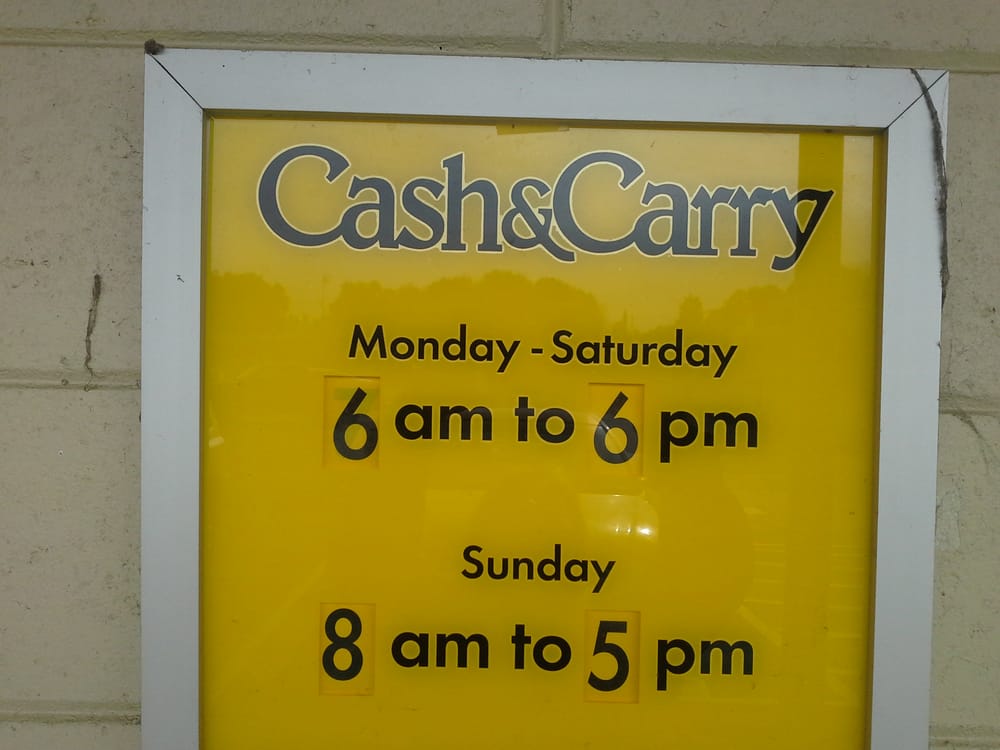 Cash&Carry
Monday - Saturday
6 am to 6 pm
Sunday
8 am to 5 pm